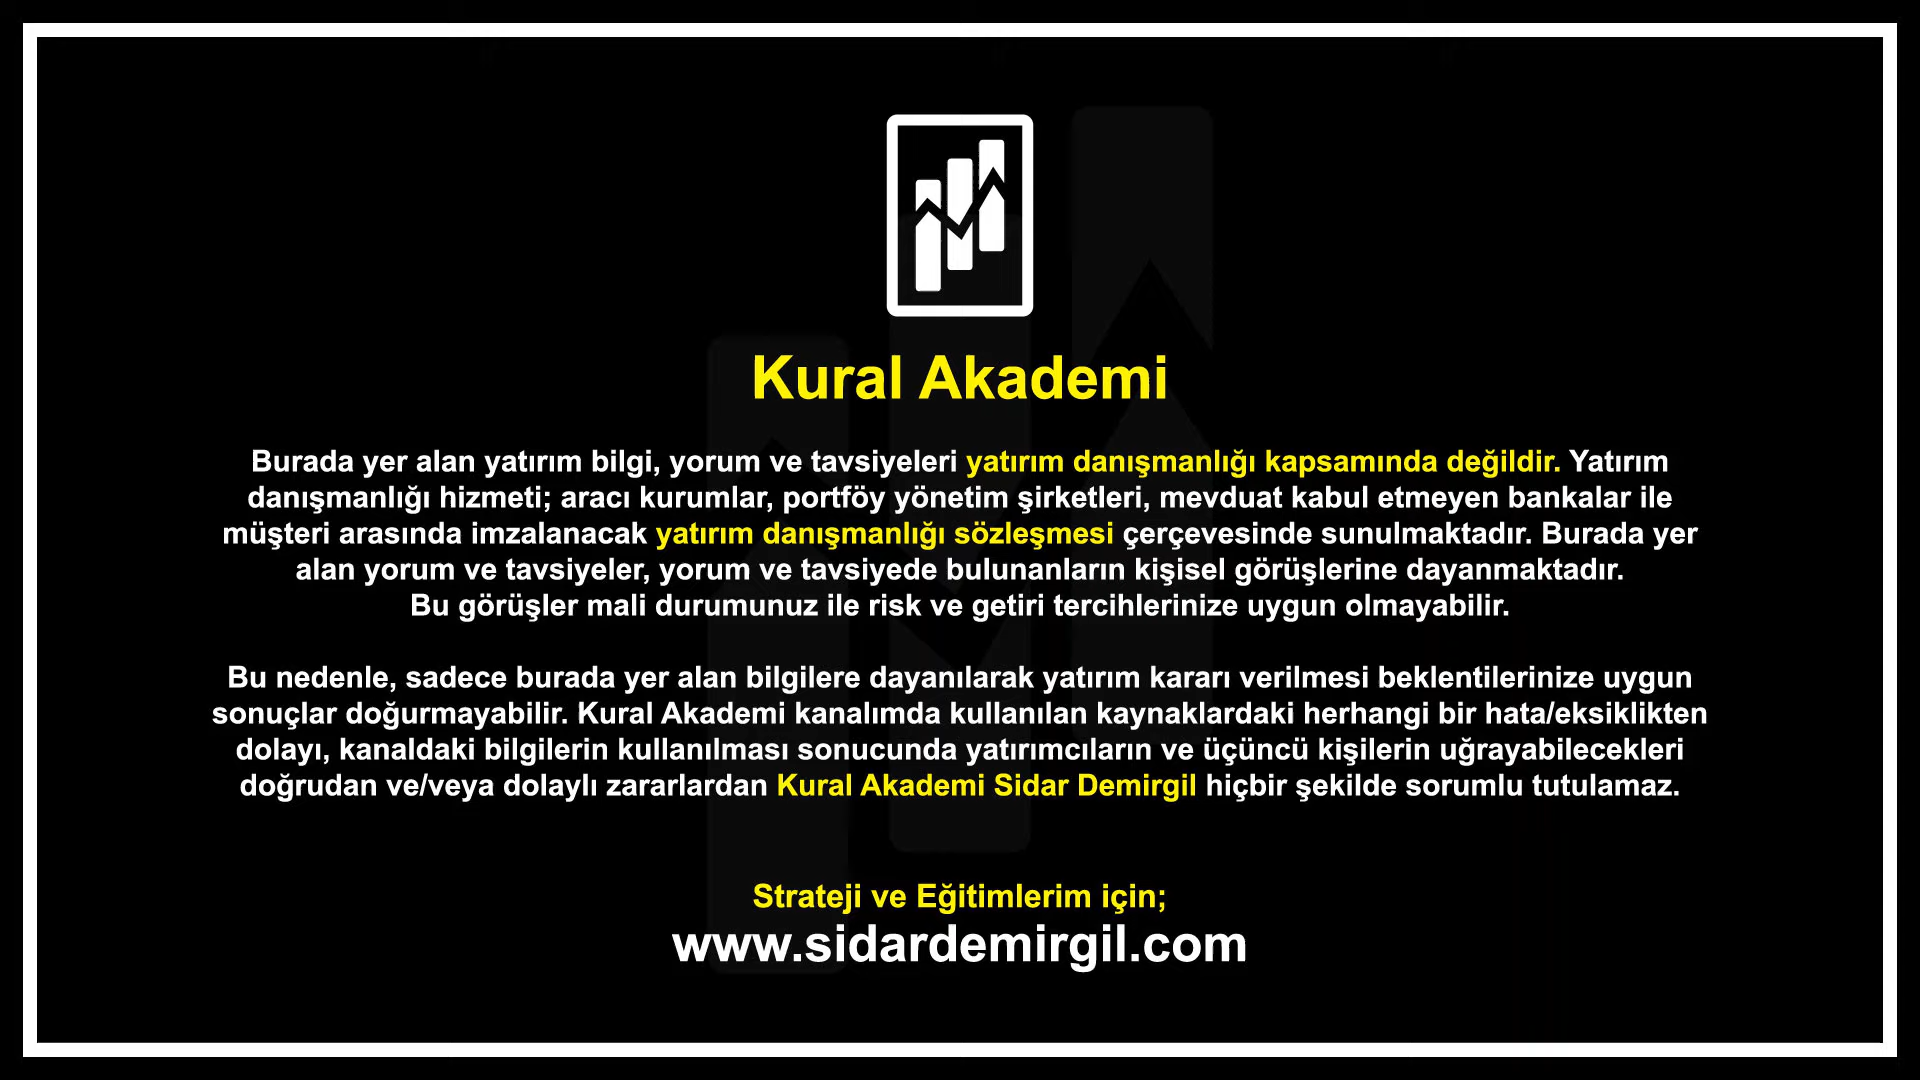 Kural Akademi
Burada yer alan yatırım bilgi, yorum ve tavsiyeleri yatırım danışmanlığı kapsamında değildir. Yatırım
danışmanlığı hizmeti; aracı kurumlar, portföy yönetim şirketleri, mevduat kabul etmeyen bankalar ile
müşteri arasında imzalanacak yatırım danışmanlığı sözleşmesi çerçevesinde sunulmaktadır. Burada yer
alan yorum ve tavsiyeler, yorum ve tavsiyede bulunanların kişisel görüşlerine dayanmaktadır.
Bu görüşler mali durumunuz ile risk ve getiri tercihlerinize uygun olmayabilir.
Bu nedenle, sadece burada yer alan bilgilere dayanılarak yatırım kararı verilmesi beklentilerinize uygun
sonuçlar doğurmayabilir. Kural Akademi kanalımda kullanılan kaynaklardaki herhangi bir hata/eksiklikten
dolayı, kanaldaki bilgilerin kullanılması sonucunda yatırımcıların ve üçüncü kişilerin uğrayabilecekleri
doğrudan ve/veya dolaylı zararlardan Kural Akademi Sidar Demirgil hiçbir şekilde sorumlu tutulamaz.
Strateji ve Eğitimlerim için;
www.sidardemirgil.com